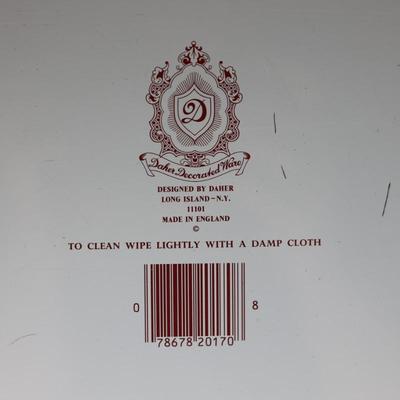 D
Daher Decorated Ware
DESIGNED BY DAHER
LONG ISLAND-N.Y.
11101
MADE IN ENGLAND
©
TO CLEAN WIPE LIGHTLY WITH A DAMP CLOTH
0 78678 20170 8